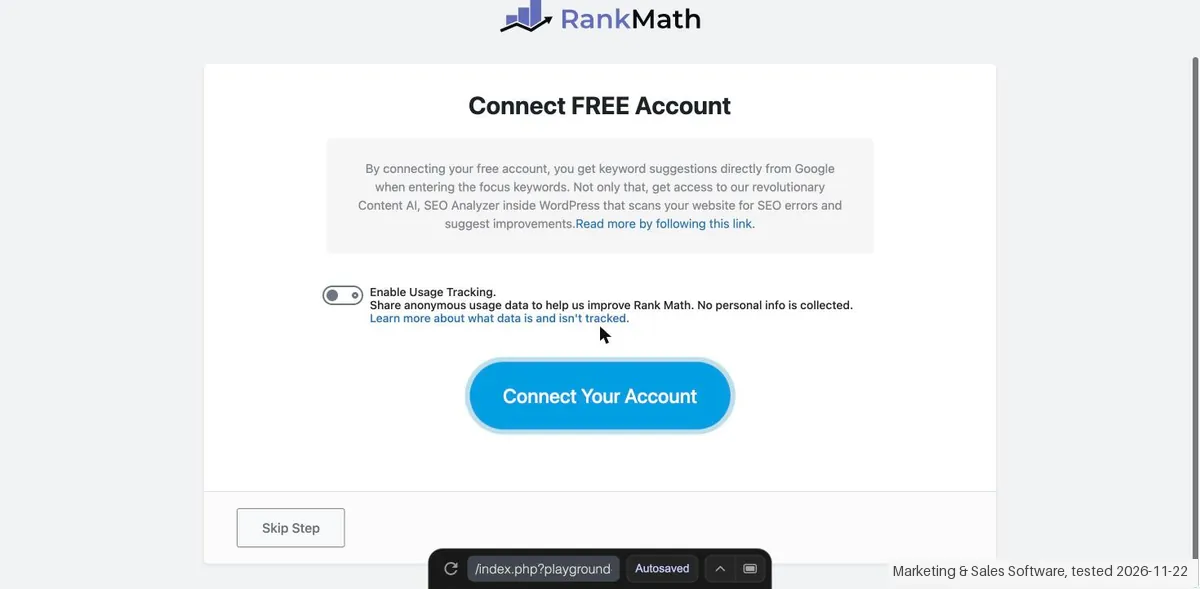 RankMath
Connect FREE Account
By connecting your free account, you get keyword suggestions directly from Google
when entering the focus keywords. Not only that, get access to our revolutionary
Content AI, SEO Analyzer inside WordPress that scans your website for SEO errors and
suggest improvements.Read more by following this link.
Enable Usage Tracking.
Share anonymous usage data to help us improve Rank Math. No personal info is collected.
Learn more about what data is and isn't tracked.
Connect Your Account
Skip Step
/index.php?playground
Autosaved
Marketing & Sales Software, tested 2026-11-22